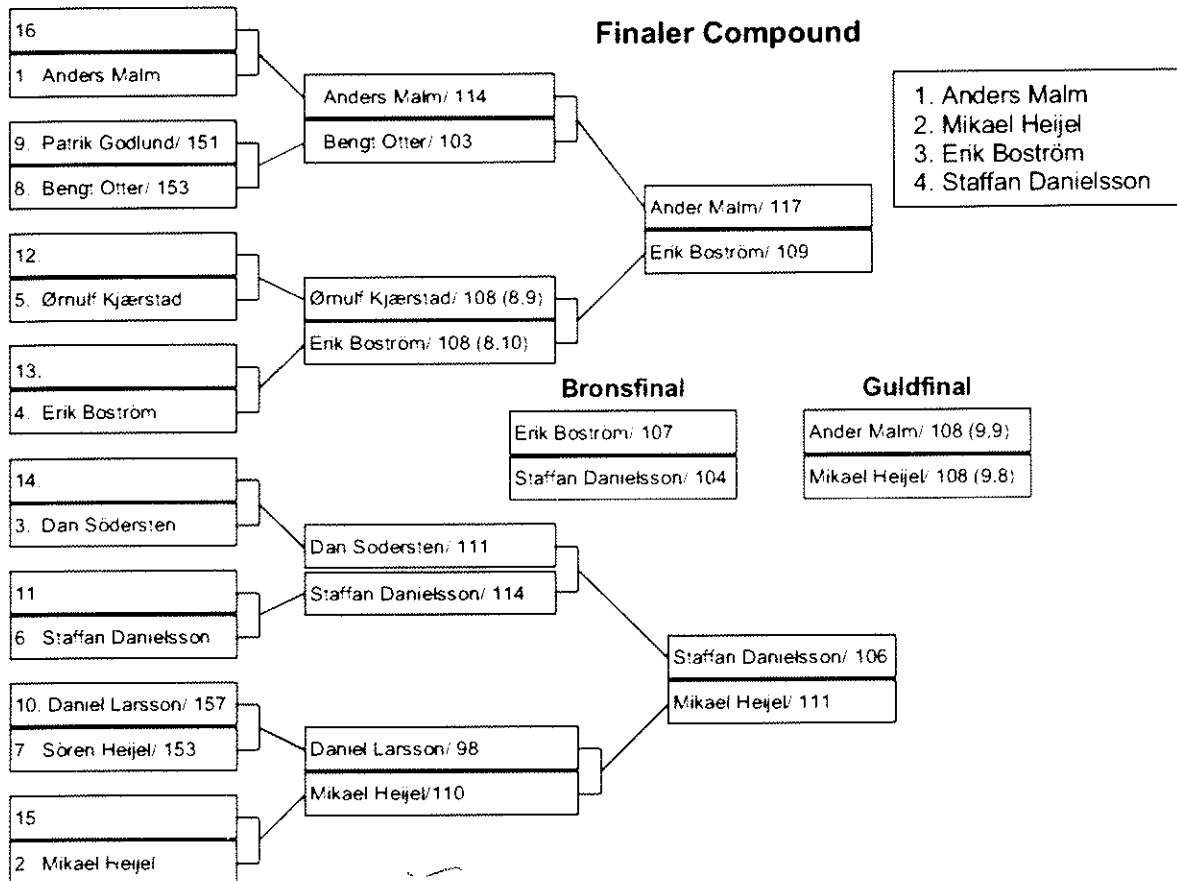 Finaler Compound
16
1 Anders Malm
9. Patrik Godlund/ 151
8. Bengt Otter/ 153
12.
5. Ørnulf Kjærstad
13.
4. Erik Boström
14.
3. Dan Södersten
11
6 Staffan Danielsson
10. Daniel Larsson/ 157
7 Sören Heijel/ 153
15
2 Mikael Heijel
Anders Malm/ 114
Bengt Otter/ 103
Ørnulf Kjærstad/ 108 (8,9)
Erik Boström/ 108 (8,10)
Dan Sodersten/ 111
Staffan Danielsson/ 114
Daniel Larsson/ 98
Mikael Heijel/110
Ander Malm/ 117
Erik Boström/ 109
Staffan Danielsson/ 106
Mikael Heijel/ 111
Bronsfinal
Erik Boström/ 107
Staffan Danielsson/ 104
Guldfinal
Ander Malm/ 108 (9,9)
Mikael Heijel/ 108 (9,8)
1. Anders Malm
2. Mikael Heijel
3. Erik Boström
4. Staffan Danielsson